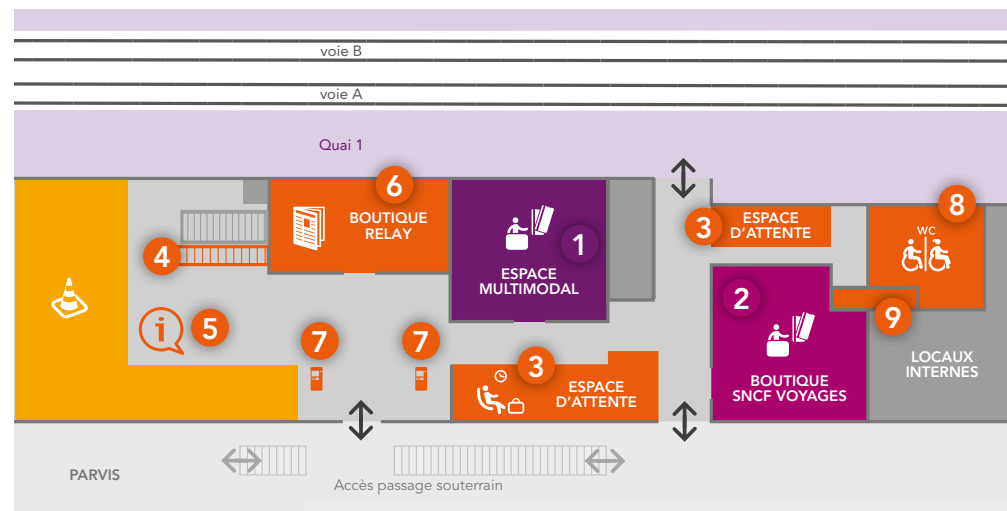 voie B
voie A
Quai 1
6
BOUTIQUE
RELAY
1
ESPACE
MULTIMODAL
3
ESPACE
D'ATTENTE
8
WC
4
i
5
7
7
3
ESPACE
D'ATTENTE
2
BOUTIQUE
SNCF VOYAGES
9
LOCAUX
INTERNES
PARVIS
Accès passage souterrain